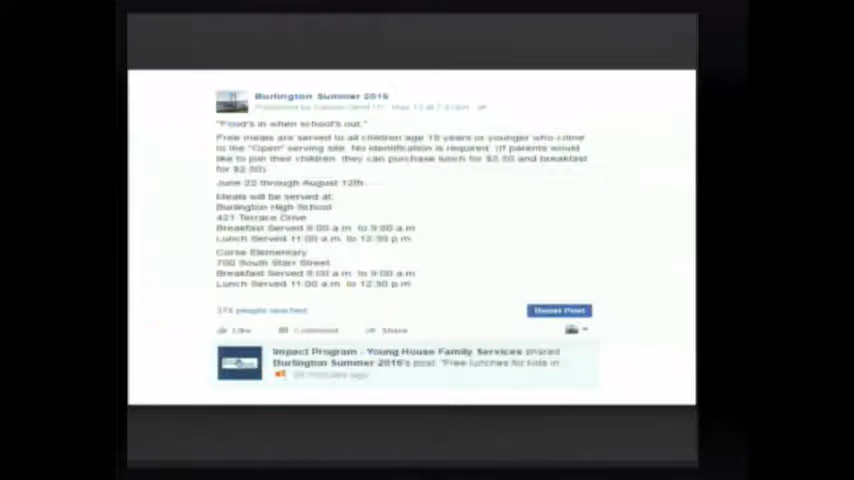 Burlington Summer 2016
"Food's in when school's out."
Free meals are served to all children age 18 years or younger who come
to the "Open" serving site. No identification is required. (If parents would
like to join their children, they can purchase lunch for $3.50 and breakfast
for $2.50)
June 22 through August 12th
Meals will be served at:
Burlington High School
421 Terrace Drive
Breakfast Served 8:00 a.m. to 9:00 a.m
Lunch Served 11:00 a.m. to 12:30 p.m
Corse Elementary
700 South Starr Street
Breakfast Served 8:00 a.m. to 9:00 a.m
Lunch Served 11:00 a.m. to 12:30 p.m
people reached
Boost Post
Like Comment Share
Impact Program - Young House Family Services shared
Burlington Summer 2016's post: "Free lunches for kids in
minutes ago